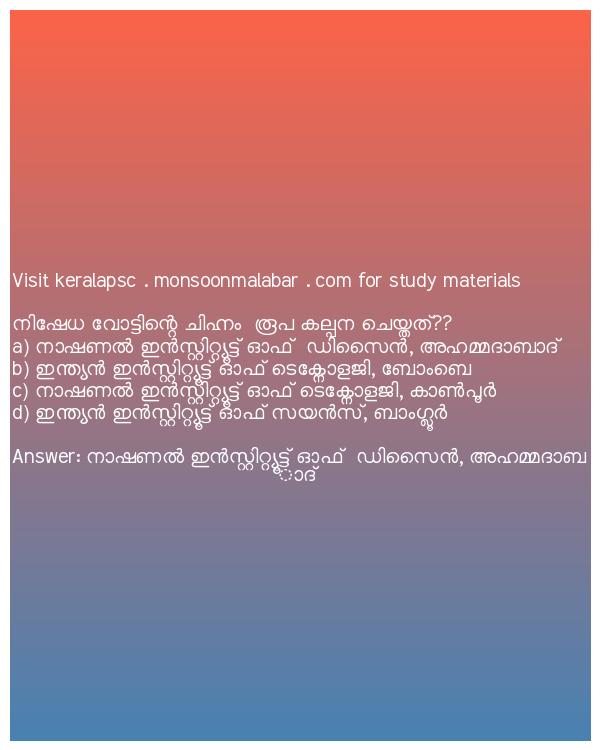 Visit keralapsc . monsoonmalabar . com for study materials
നിഷേധ വോട്ടിന്റെ ചിഹ്നം  രൂപ കല്പന ചെയ്തത്??
a) നാഷണൽ ഇൻസ്റ്റിറ്റ്യൂട്ട് ഓഫ്  ഡിസൈൻ, അഹമ്മദാബാദ്
b) ഇന്ത്യൻ ഇൻസ്റ്റിറ്റ്യൂട്ട് ഓഫ് ടെക്നോളജി, ബോംബെ
c) നാഷണൽ ഇൻസ്റ്റിറ്റ്യൂട്ട് ഓഫ് ടെക്നോളജി, കാൺപൂർ
d) ഇന്ത്യൻ ഇൻസ്റ്റിറ്റ്യൂട്ട് ഓഫ് സയൻസ്, ബാംഗ്ലൂർ
Answer: നാഷണൽ ഇൻസ്റ്റിറ്റ്യൂട്ട് ഓഫ്  ഡിസൈൻ, അഹമ്മദാബ
ാദ്